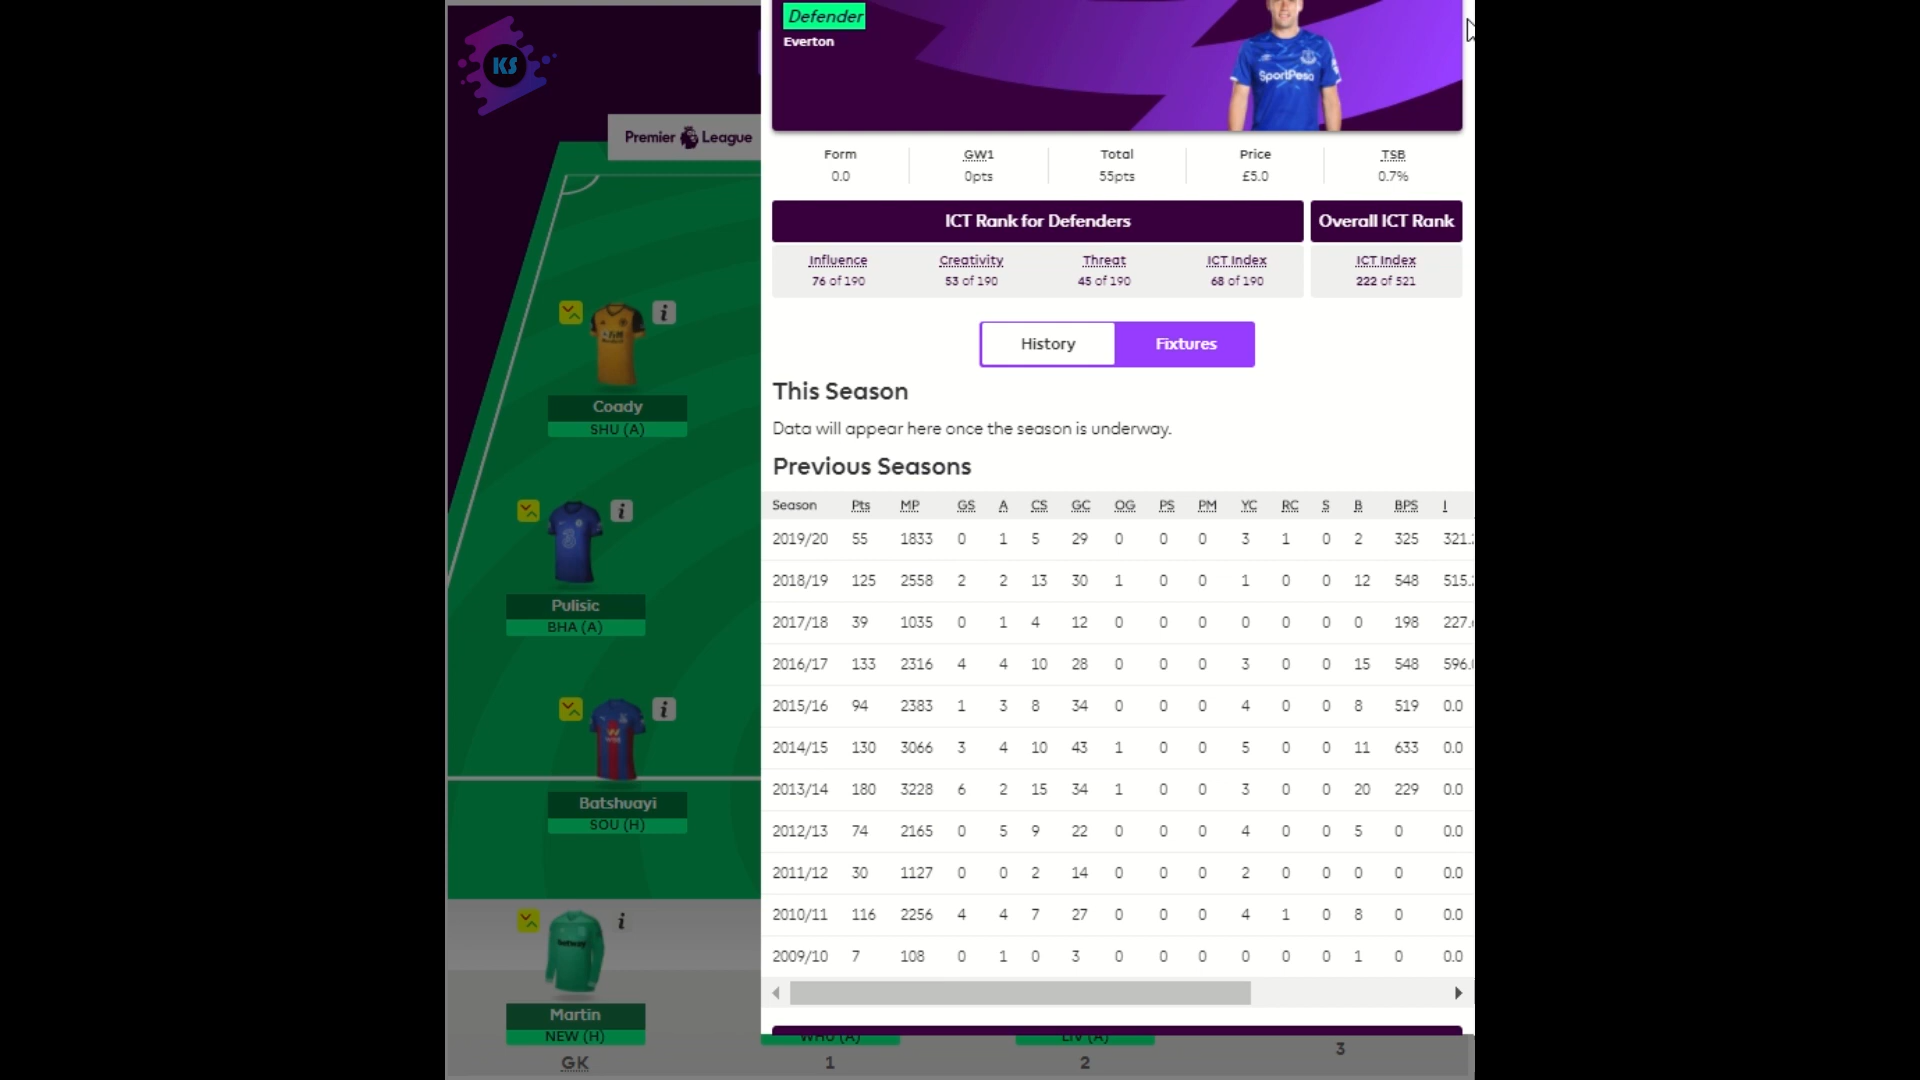 KS
Premier League
Coady
SHU (A)
Pulisic
BHA (A)
Batshuayi
SOU (H)
betway
Martin
NEW (H)
GK
1
2
3
Defender
Everton
SportPesa
Form GW1 Total Price TSB
0.0 0pts 55pts £5.0 0.7%
ICT Rank for Defenders Overall ICT Rank
Influence Creativity Threat ICT Index ICT Index
76 of 190 53 of 190 45 of 190 68 of 190 222 of 521
History Fixtures
This Season
Data will appear here once the season is underway.
Previous Seasons
Season Pts MP GS A CS GC OG PS PM YC RC S B BPS I
2019/20 55 1833 0 1 5 29 0 0 0 3 1 0 2 325 321.
2018/19 125 2558 2 2 13 30 1 0 0 1 0 0 12 548 515.
2017/18 39 1035 0 1 4 12 0 0 0 0 0 0 0 198 227.
2016/17 133 2316 4 4 10 28 0 0 0 3 0 0 15 548 596.
2015/16 94 2383 1 3 8 34 0 0 0 4 0 0 8 519 0.0
2014/15 130 3066 3 4 10 43 1 0 0 5 0 0 11 633 0.0
2013/14 180 3228 6 2 15 34 1 0 0 3 0 0 20 229 0.0
2012/13 74 2165 0 5 9 22 0 0 0 4 0 0 5 0 0.0
2011/12 30 1127 0 0 2 14 0 0 0 2 0 0 0 0 0.0
2010/11 116 2256 4 4 7 27 0 0 0 4 1 0 8 0 0.0
2009/10 7 108 0 1 0 3 0 0 0 0 0 0 1 0 0.0
WHU (A)
LIV (A)